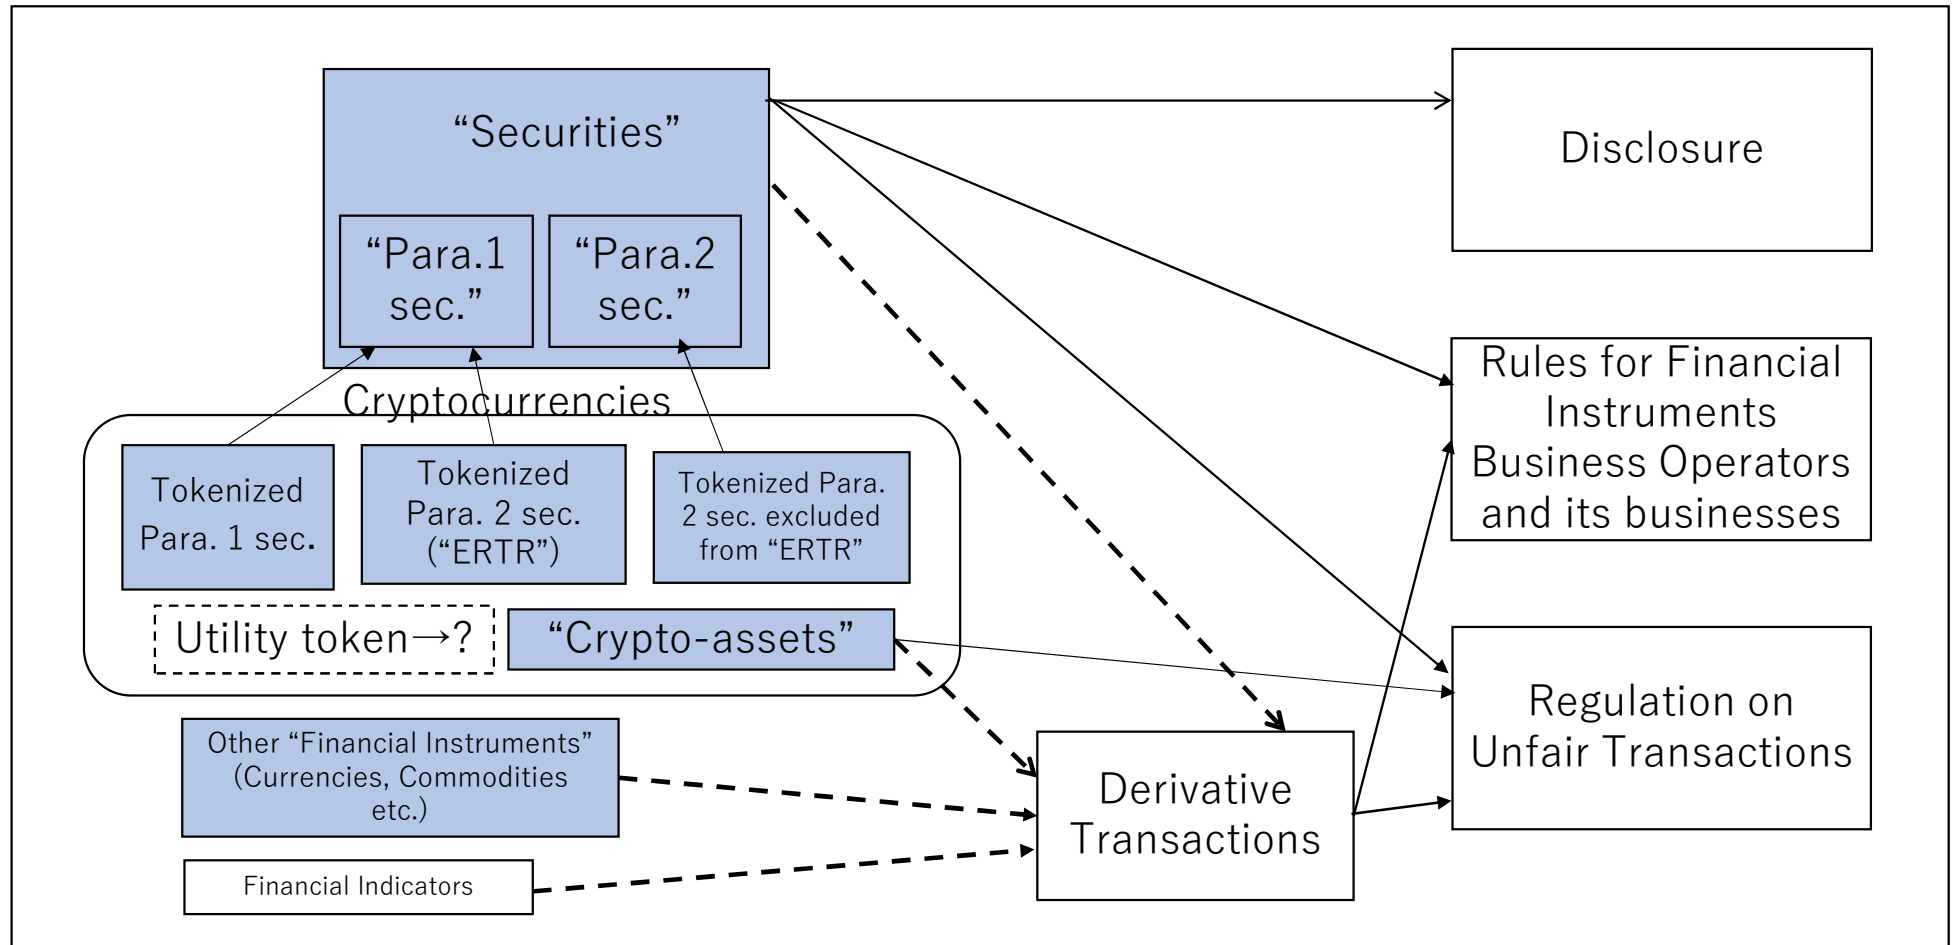 “Securities”
Disclosure
“Para.1
sec.”
“Para.2
sec.”
Cryptocurrencies
Rules for Financial
Instruments
Business Operators
and its businesses
Tokenized
Para. 1 sec.
Tokenized
Para. 2 sec.
(“ERTR”)
Tokenized Para.
2 sec. excluded
from “ERTR”
Utility token→?
“Crypto-assets”
Regulation on
Unfair Transactions
Other “Financial Instruments”
(Currencies, Commodities
etc.)
Derivative
Transactions
Financial Indicators